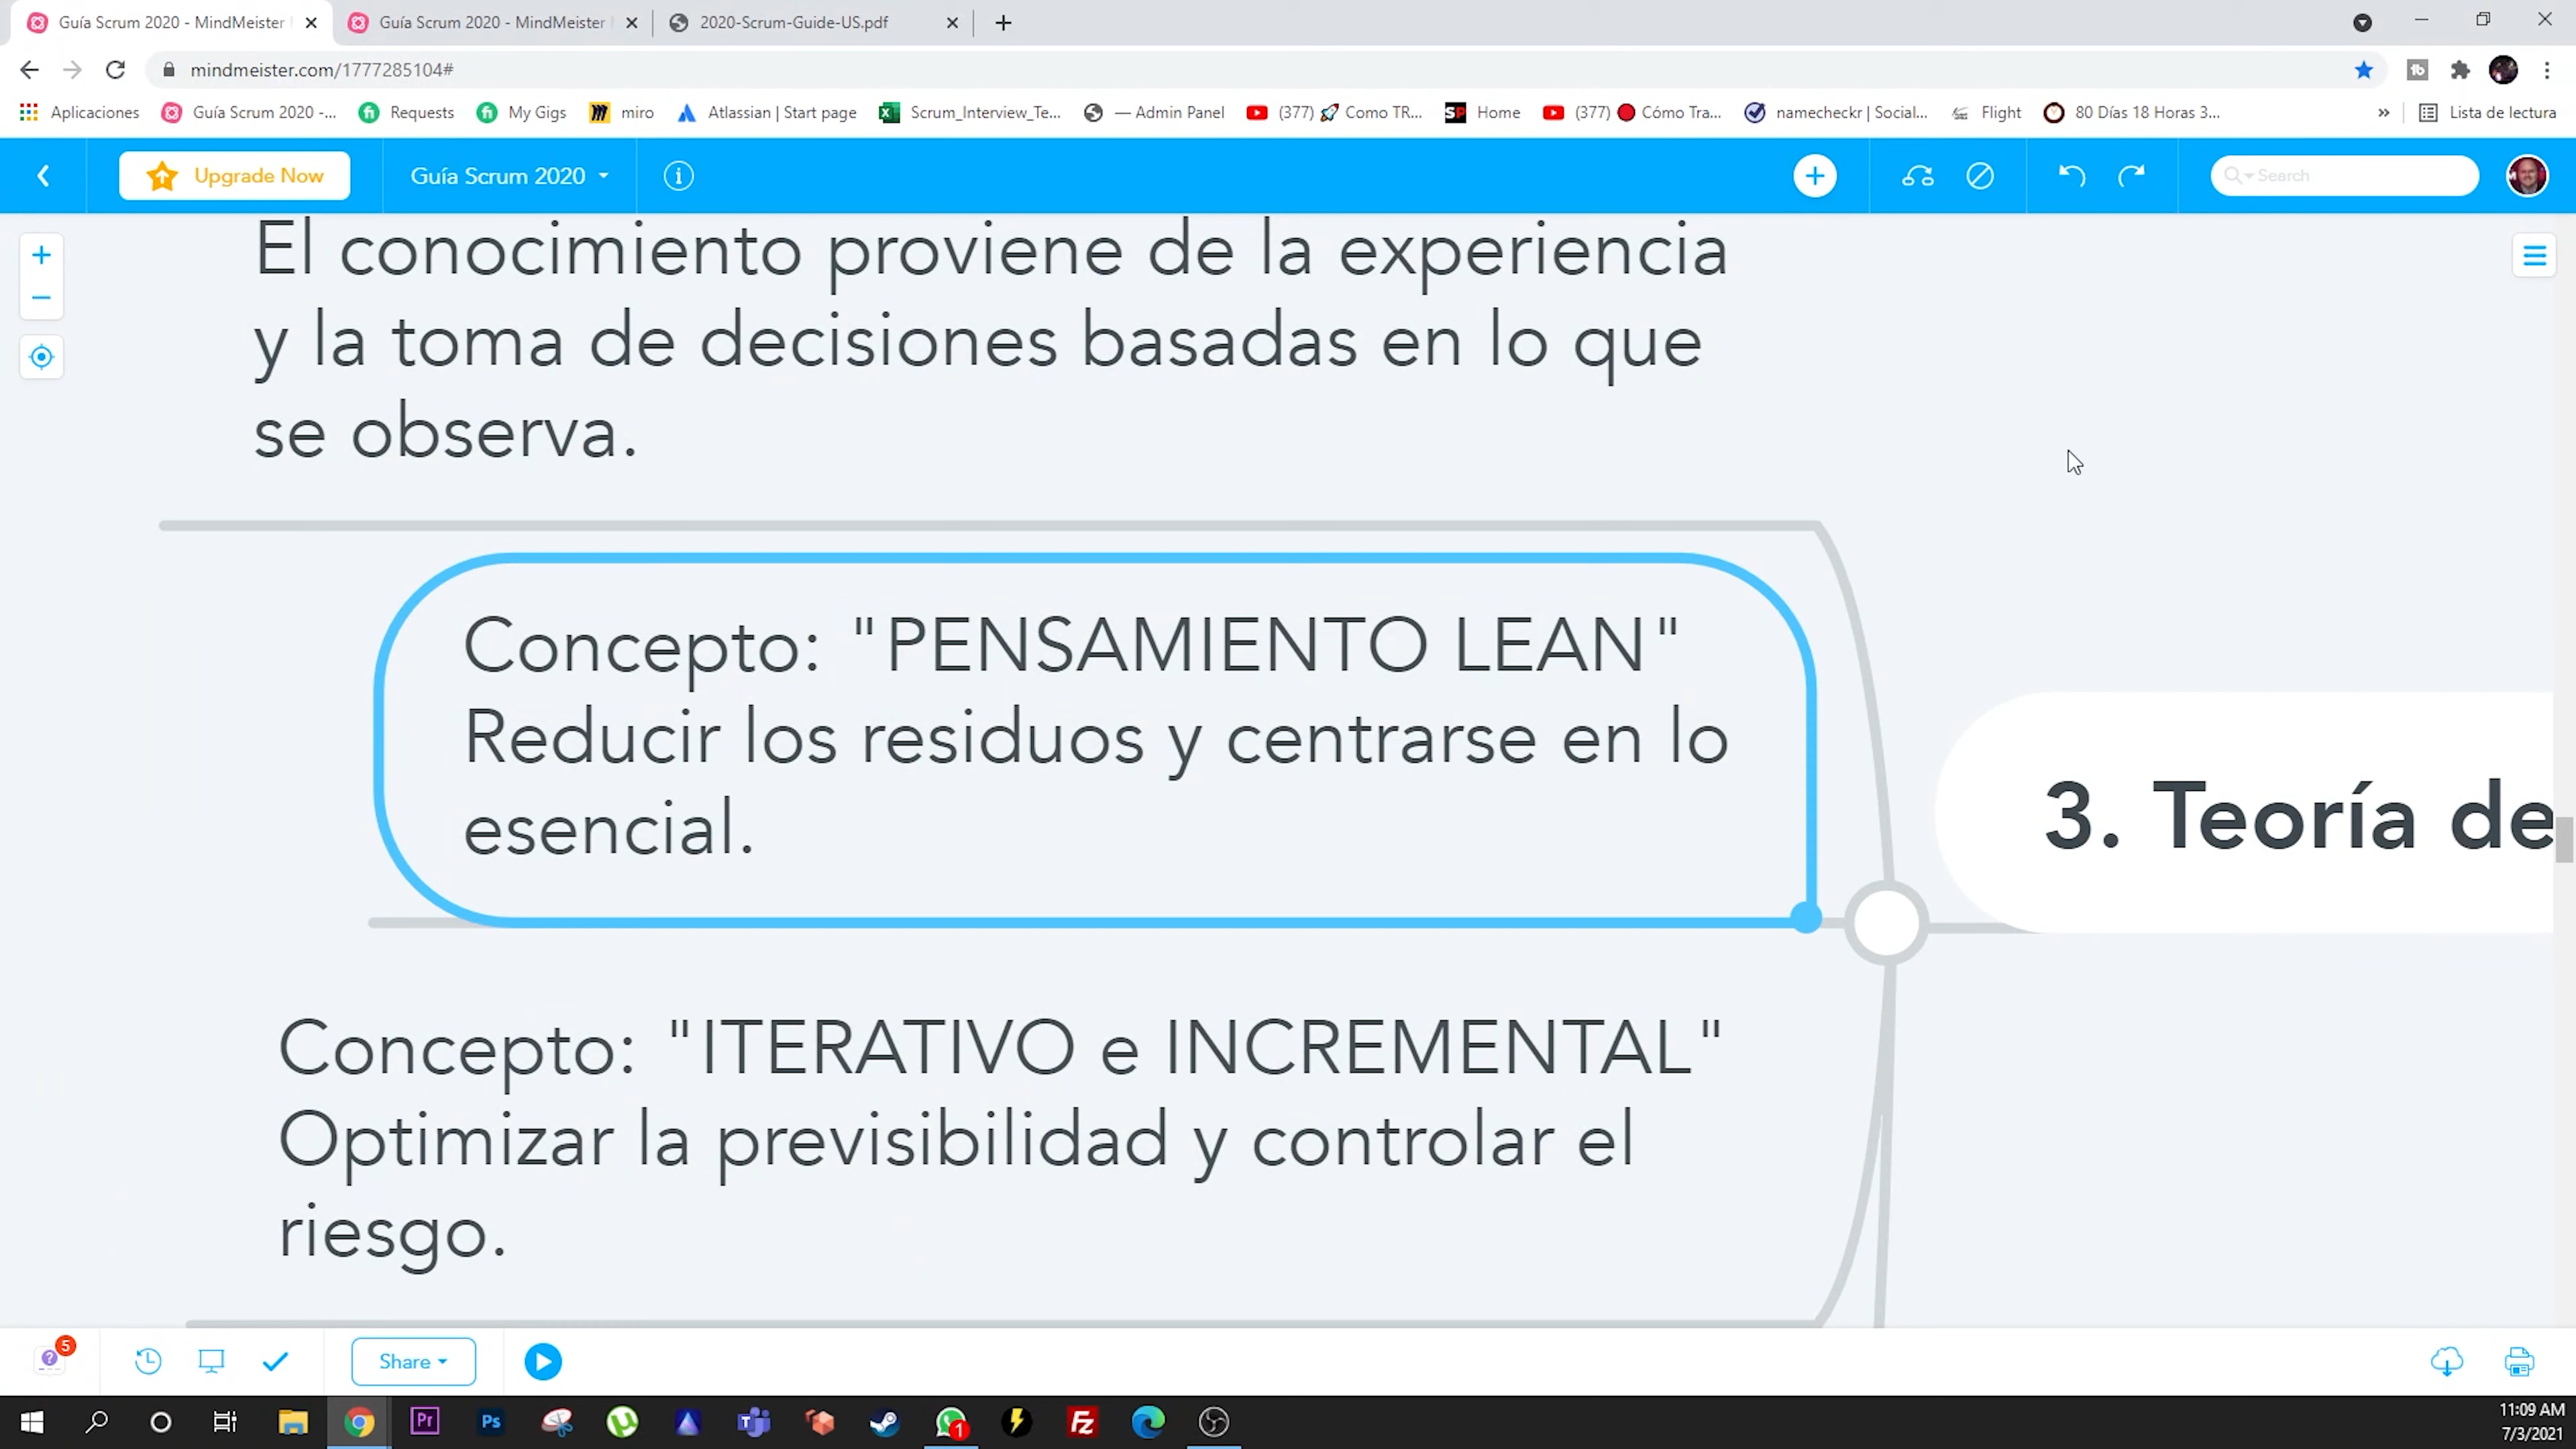 Guía Scrum 2020 - MindMeister
Guía Scrum 2020 - MindMeister
2020-Scrum-Guide-US.pdf
mindmeister.com/1777285104#
Aplicaciones
Guía Scrum 2020 -...
Requests
My Gigs
miro
Atlassian | Start page
Scrum_Interview_Te...
— Admin Panel
(377) 🚀 Como TR...
Home
(377) 🔴 Cómo Tra...
namecheckr | Social...
Flight
80 Días 18 Horas 3...
»
Lista de lectura
Upgrade Now
Guía Scrum 2020
Search
El conocimiento proviene de la experiencia
y la toma de decisiones basadas en lo que
se observa.
Concepto: "PENSAMIENTO LEAN"
Reducir los residuos y centrarse en lo
esencial.
3. Teoría de
Concepto: "ITERATIVO e INCREMENTAL"
Optimizar la previsibilidad y controlar el
riesgo.
5
Share
Pr
Ps
1
11:09 AM
7/3/2021